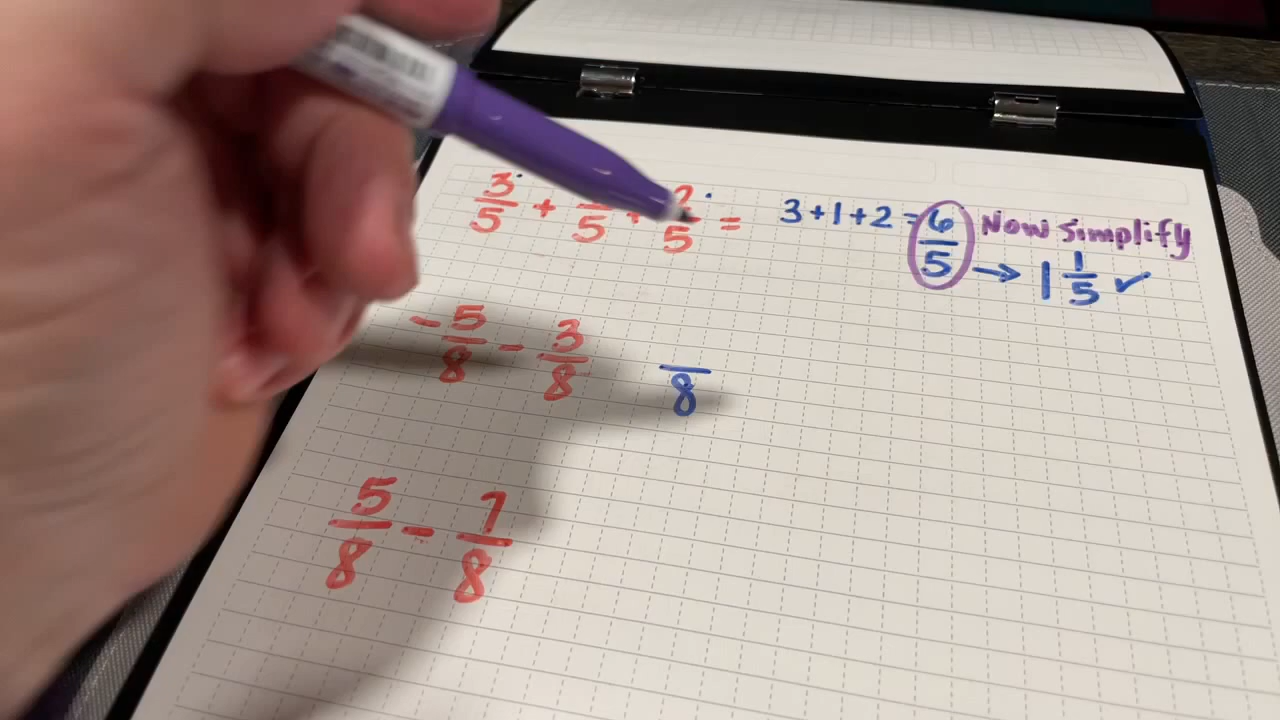 3/5 + /5 + 2/5 = 3+1+2 = 6/5 Now simplify
→ 1 1/5 ✓
-5/8 - 3/8 /8
5/8 - 7/8